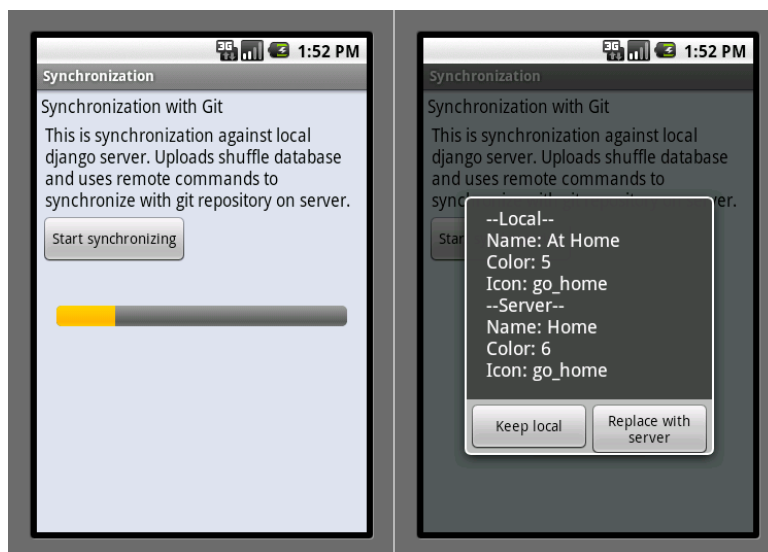 3G 1:52 PM
Synchronization
Synchronization with Git
This is synchronization against local
django server. Uploads shuffle database
and uses remote commands to
synchronize with git repository on server.
Start synchronizing
3G 1:52 PM
Synchronization
Synchronization with Git
This is synchronization against local
django server. Uploads shuffle database
and uses remote commands to
--Local--
Name: At Home
Color: 5
Icon: go_home
--Server--
Name: Home
Color: 6
Icon: go_home
Keep local
Replace with
server